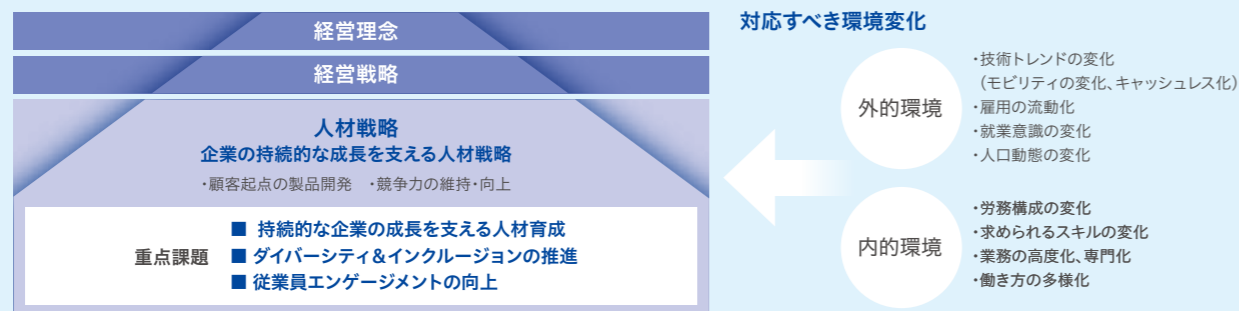 経営理念
経営戦略
人材戦略
企業の持続的な成長を支える人材戦略
・顧客起点の製品開発　・競争力の維持・向上
重点課題
■ 持続的な企業の成長を支える人材育成
■ ダイバーシティ＆インクルージョンの推進
■ 従業員エンゲージメントの向上
対応すべき環境変化
外的環境
・技術トレンドの変化
（モビリティの変化、キャッシュレス化）
・雇用の流動化
・就業意識の変化
・人口動態の変化
内的環境
・労務構成の変化
・求められるスキルの変化
・業務の高度化、専門化
・働き方の多様化